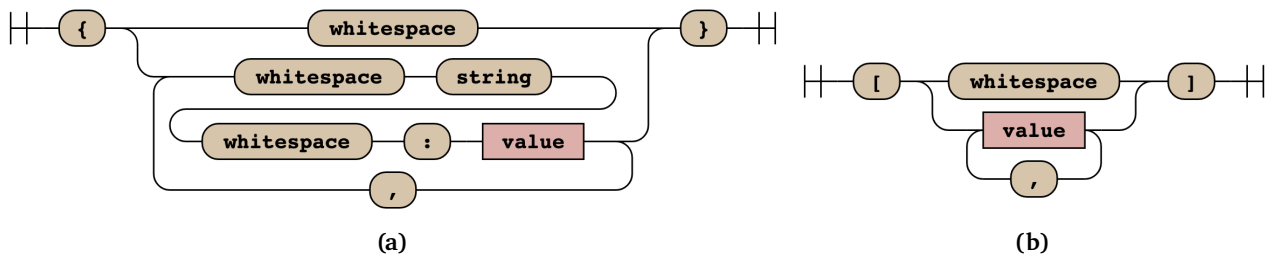 { whitespace }
whitespace string
whitespace : value
,
(a)
[ whitespace ]
value
,
(b)